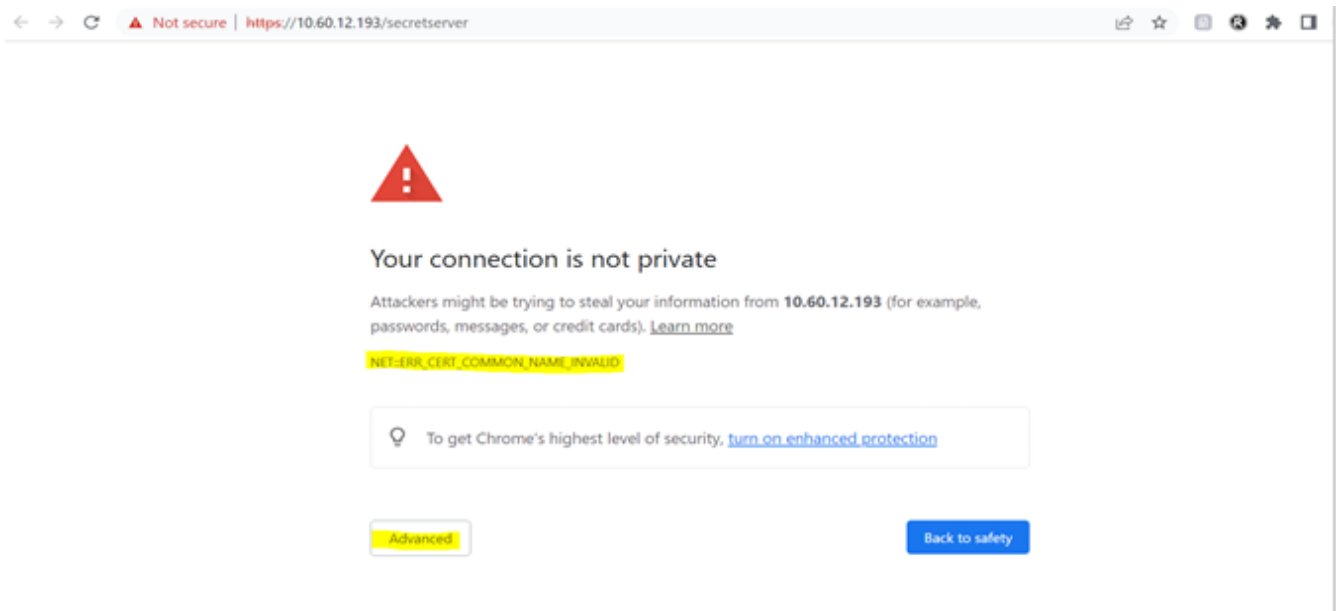 Not secure | https://10.60.12.193/secretserver
Your connection is not private
Attackers might be trying to steal your information from 10.60.12.193 (for example,
passwords, messages, or credit cards). Learn more
NET::ERR_CERT_COMMON_NAME_INVALID
To get Chrome's highest level of security, turn on enhanced protection
Advanced
Back to safety